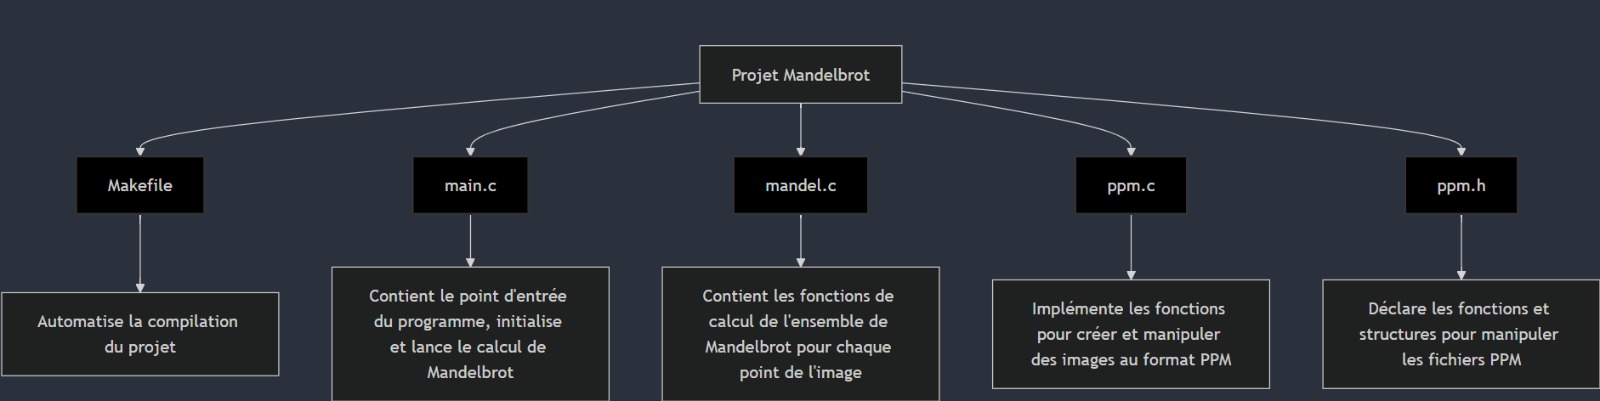 Projet Mandelbrot
Makefile
main.c
mandel.c
ppm.c
ppm.h
Automatise la compilation
du projet
Contient le point d'entrée
du programme, initialise
et lance le calcul de
Mandelbrot
Contient les fonctions de
calcul de l'ensemble de
Mandelbrot pour chaque
point de l'image
Implémente les fonctions
pour créer et manipuler
des images au format PPM
Déclare les fonctions et
structures pour manipuler
les fichiers PPM